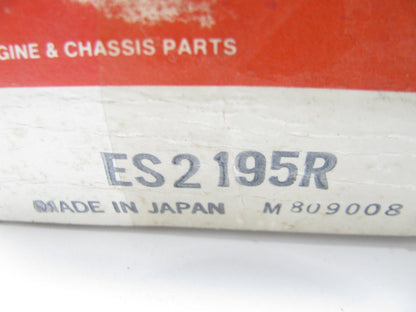 GINE & CHASSIS PARTS
ES2195R
MADE IN JAPAN M809008